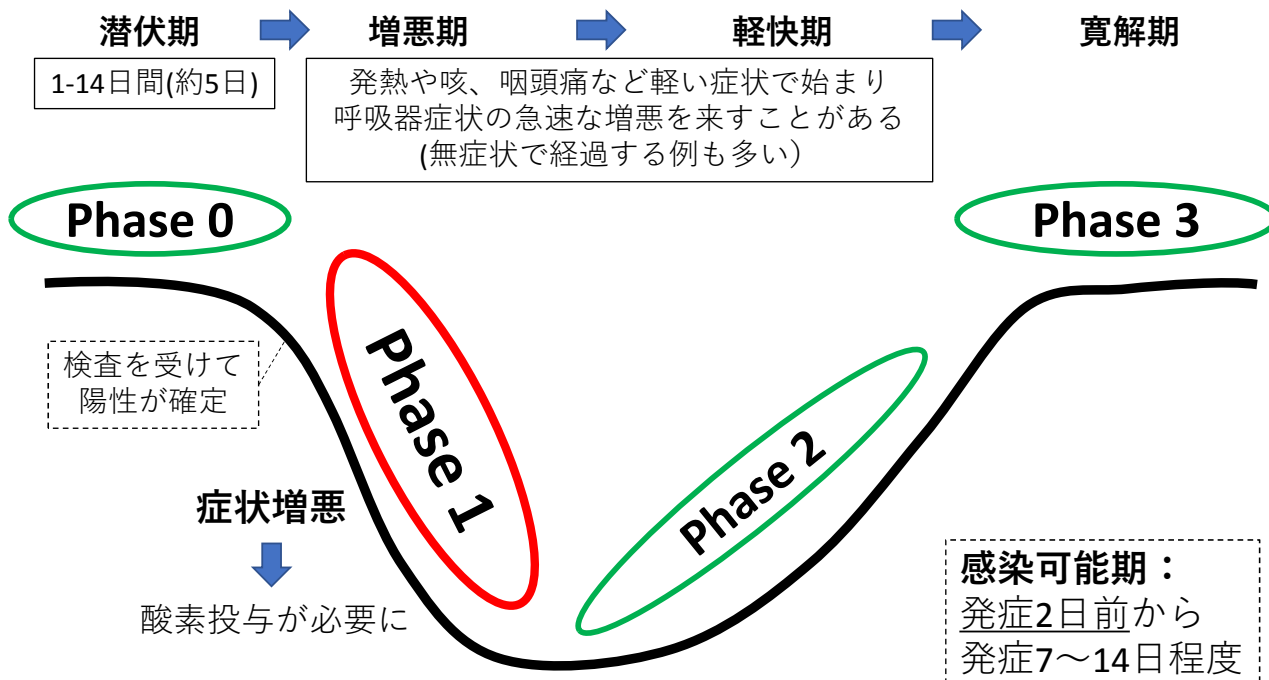 潜伏期
増悪期
軽快期
寛解期
1-14日間(約5日)
発熱や咳、咽頭痛など軽い症状で始まり
呼吸器症状の急速な増悪を来すことがある
(無症状で経過する例も多い）
Phase 0
Phase 3
検査を受けて
陽性が確定
Phase 1
Phase 2
症状増悪
酸素投与が必要に
感染可能期：
発症2日前から
発症7～14日程度